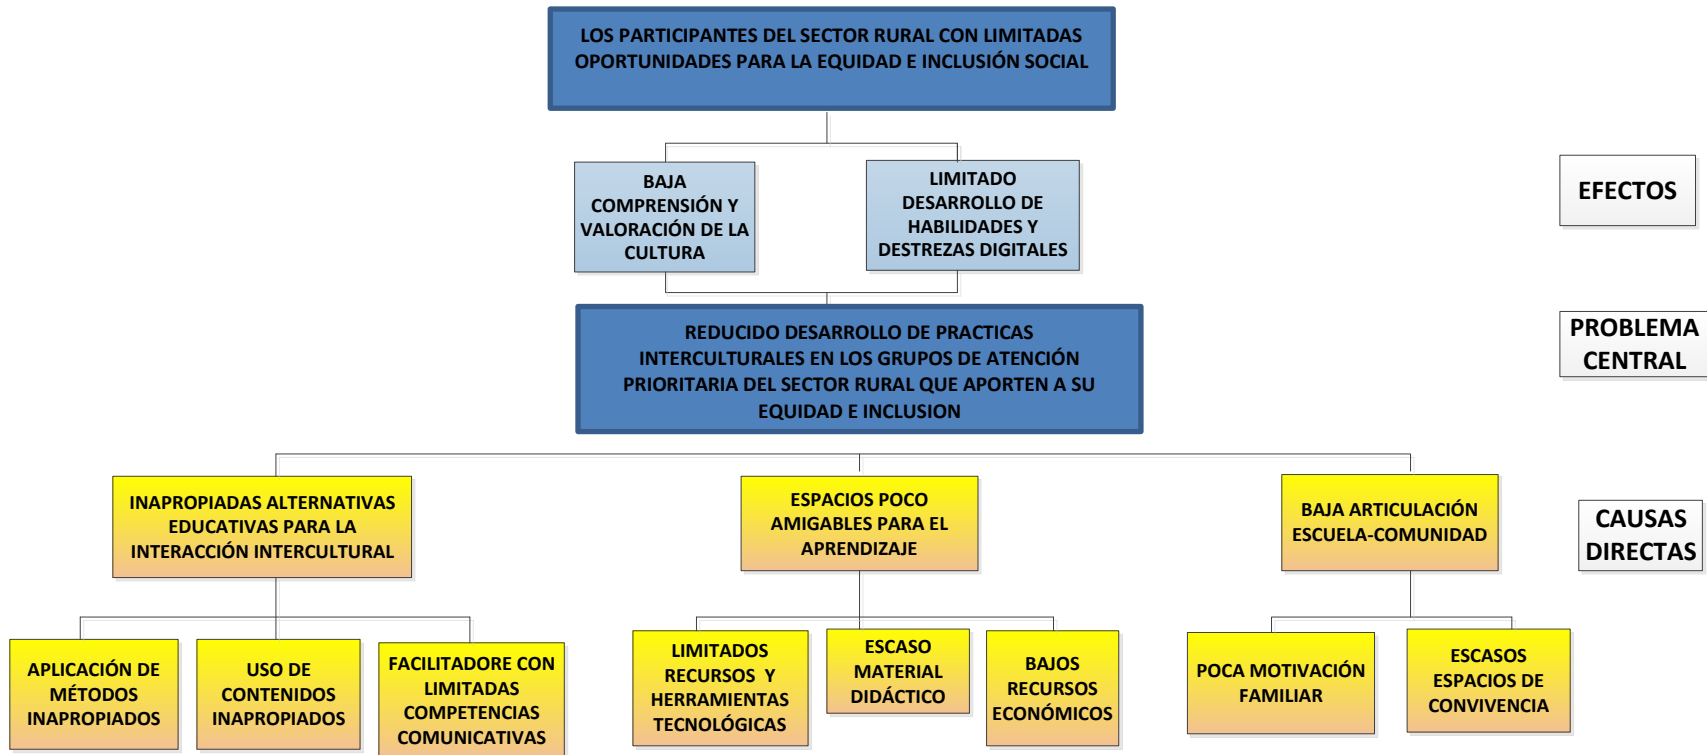 LOS PARTICIPANTES DEL SECTOR RURAL CON LIMITADAS
OPORTUNIDADES PARA LA EQUIDAD E INCLUSIÓN SOCIAL
BAJA
COMPRENSIÓN Y
VALORACIÓN DE LA
CULTURA
LIMITADO
DESARROLLO DE
HABILIDADES Y
DESTREZAS DIGITALES
EFECTOS
REDUCIDO DESARROLLO DE PRACTICAS
INTERCULTURALES EN LOS GRUPOS DE ATENCIÓN
PRIORITARIA DEL SECTOR RURAL QUE APORTEN A SU
EQUIDAD E INCLUSION
PROBLEMA
CENTRAL
INAPROPIADAS ALTERNATIVAS
EDUCATIVAS PARA LA
INTERACCIÓN INTERCULTURAL
ESPACIOS POCO
AMIGABLES PARA EL
APRENDIZAJE
BAJA ARTICULACIÓN
ESCUELA-COMUNIDAD
CAUSAS
DIRECTAS
APLICACIÓN DE
MÉTODOS
INAPROPIADOS
USO DE
CONTENIDOS
INAPROPIADOS
FACILITADORE CON
LIMITADAS
COMPETENCIAS
COMUNICATIVAS
LIMITADOS
RECURSOS Y
HERRAMIENTAS
TECNOLÓGICAS
ESCASO
MATERIAL
DIDÁCTICO
BAJOS
RECURSOS
ECONÓMICOS
POCA MOTIVACIÓN
FAMILIAR
ESCASOS
ESPACIOS DE
CONVIVENCIA